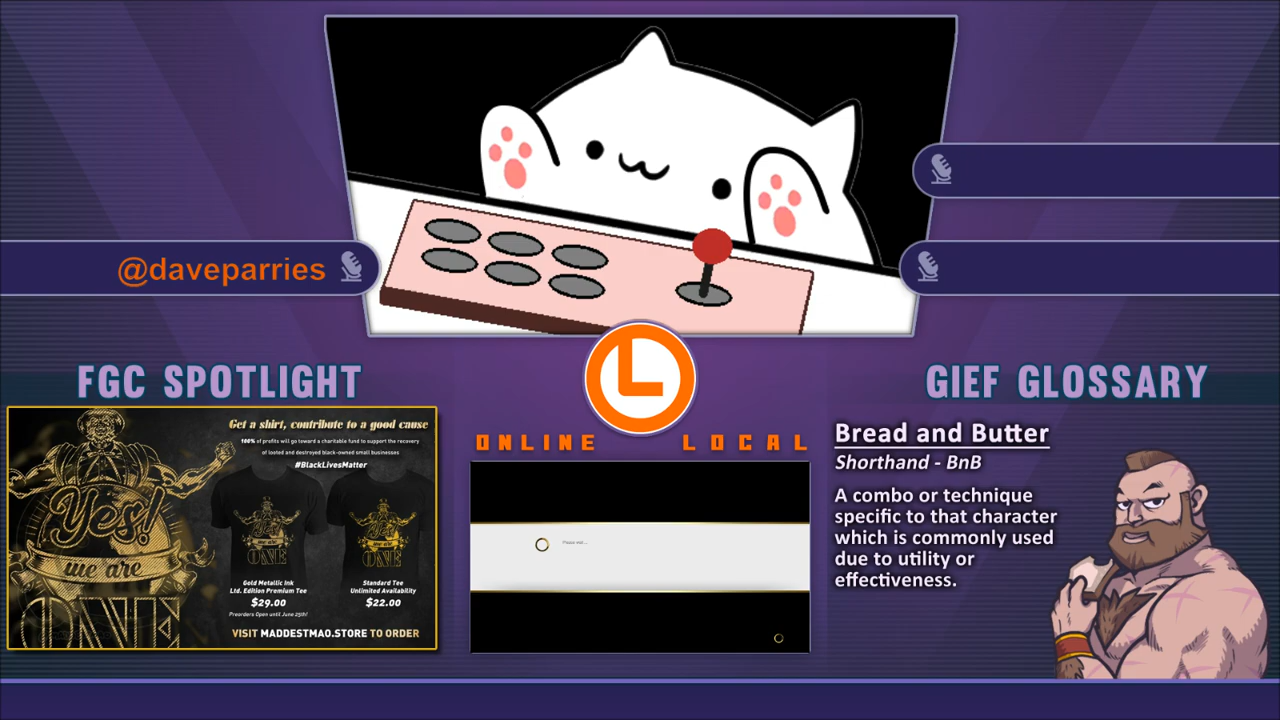 @daveparries
FGC SPOTLIGHT
Get a shirt, contribute to a good cause
100% of profits will go toward a charitable fund to support the recovery
of looted and destroyed black-owned small businesses
#BlackLivesMatter
Yes!
we are
ONE
Gold Metallic Ink
Ltd. Edition Premium Tee
$29.00
Preorders Open until June 25th!
Standard Tee
Unlimited Availability
$22.00
VISIT MADDESTMAO.STORE TO ORDER
L
ONLINE LOCAL
Please wait ...
GIEF GLOSSARY
Bread and Butter
Shorthand - BnB
A combo or technique
specific to that character
which is commonly used
due to utility or
effectiveness.